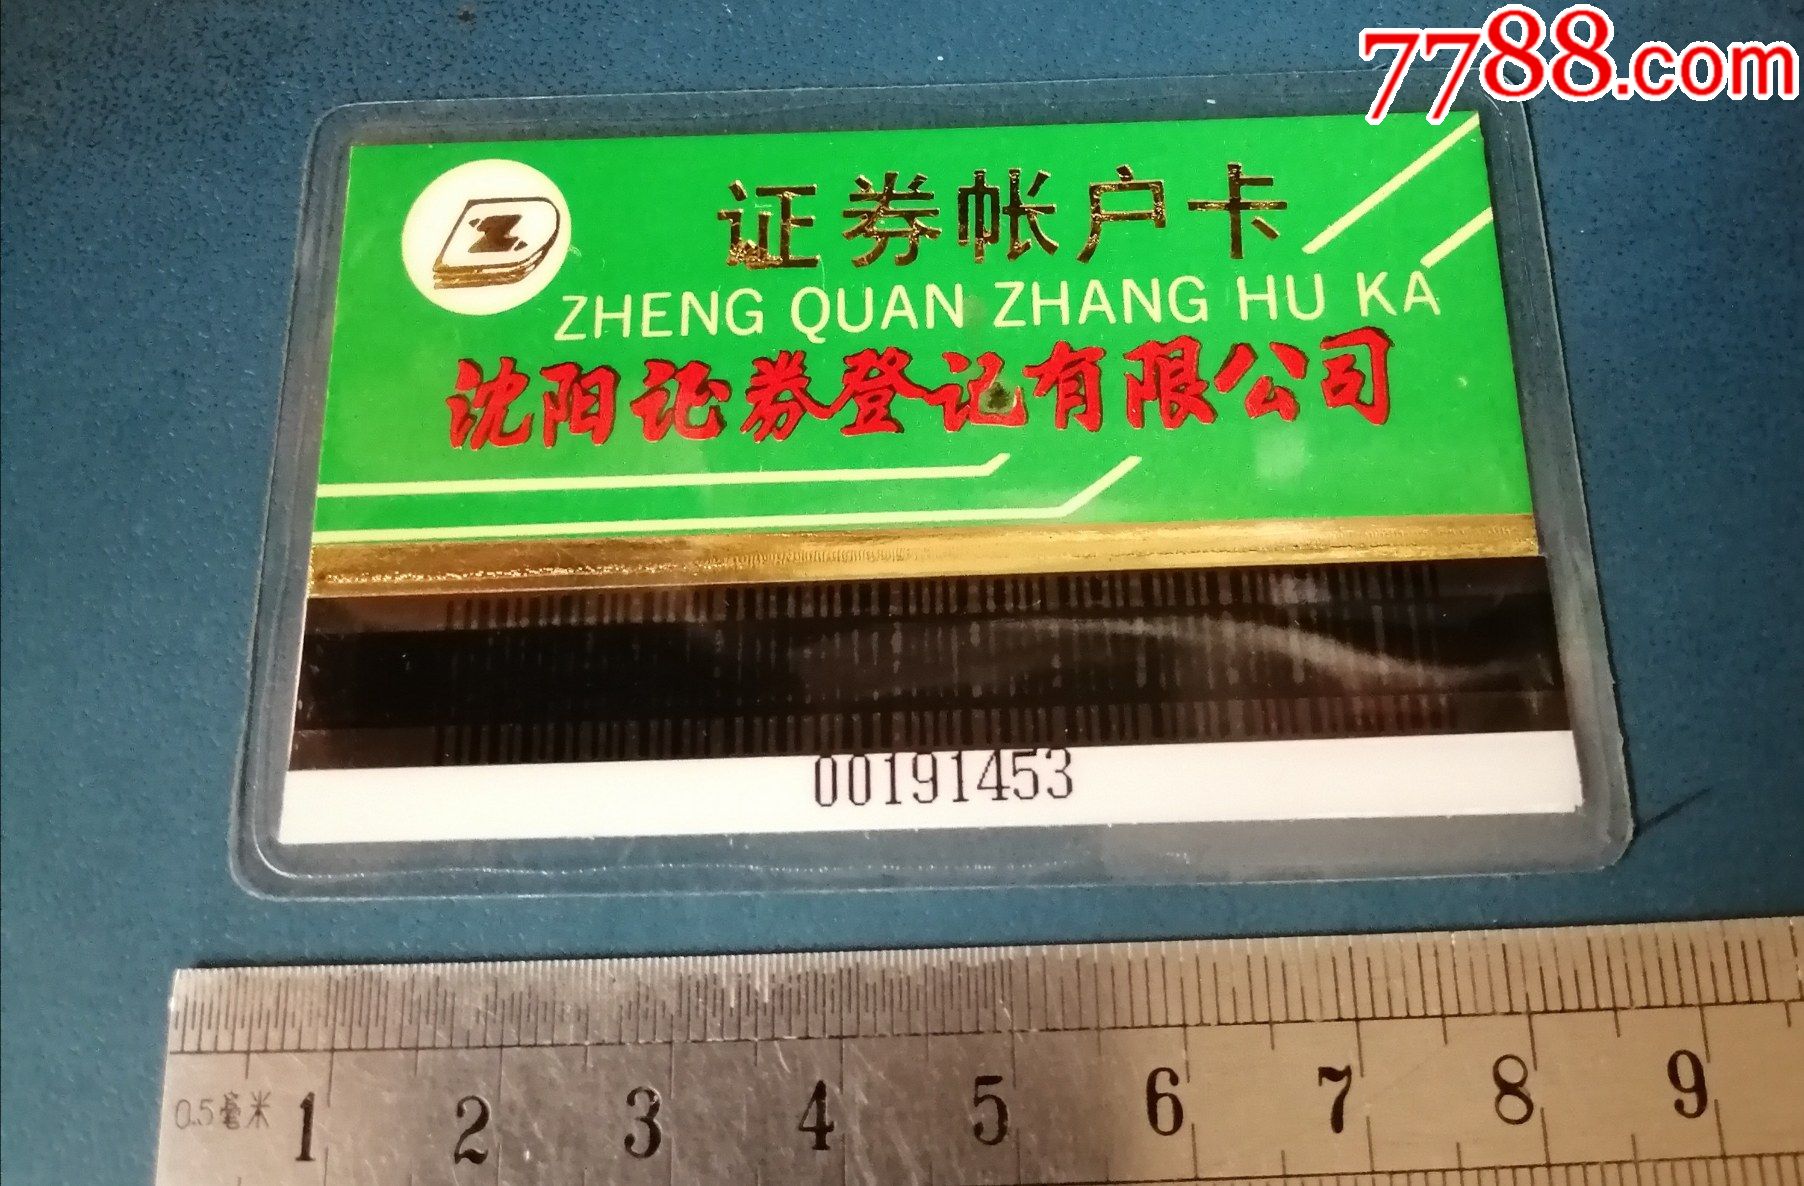 7788.com
证券帐户卡
ZHENG QUAN ZHANG HU KA
沈阳证券登记有限公司
00191453
0.5毫米
1 2 3 4 5 6 7 8 9